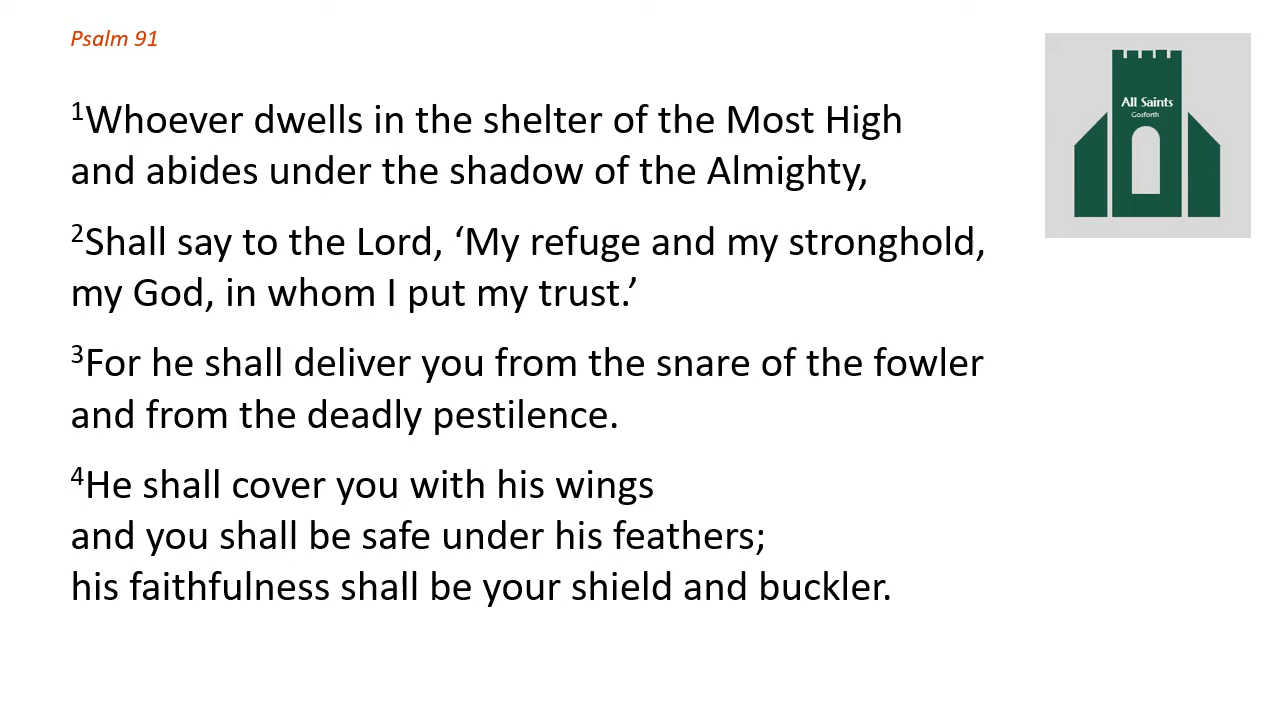 Psalm 91
All Saints
Gosforth
1Whoever dwells in the shelter of the Most High
and abides under the shadow of the Almighty,
2Shall say to the Lord, ‘My refuge and my stronghold,
my God, in whom I put my trust.’
3For he shall deliver you from the snare of the fowler
and from the deadly pestilence.
4He shall cover you with his wings
and you shall be safe under his feathers;
his faithfulness shall be your shield and buckler.